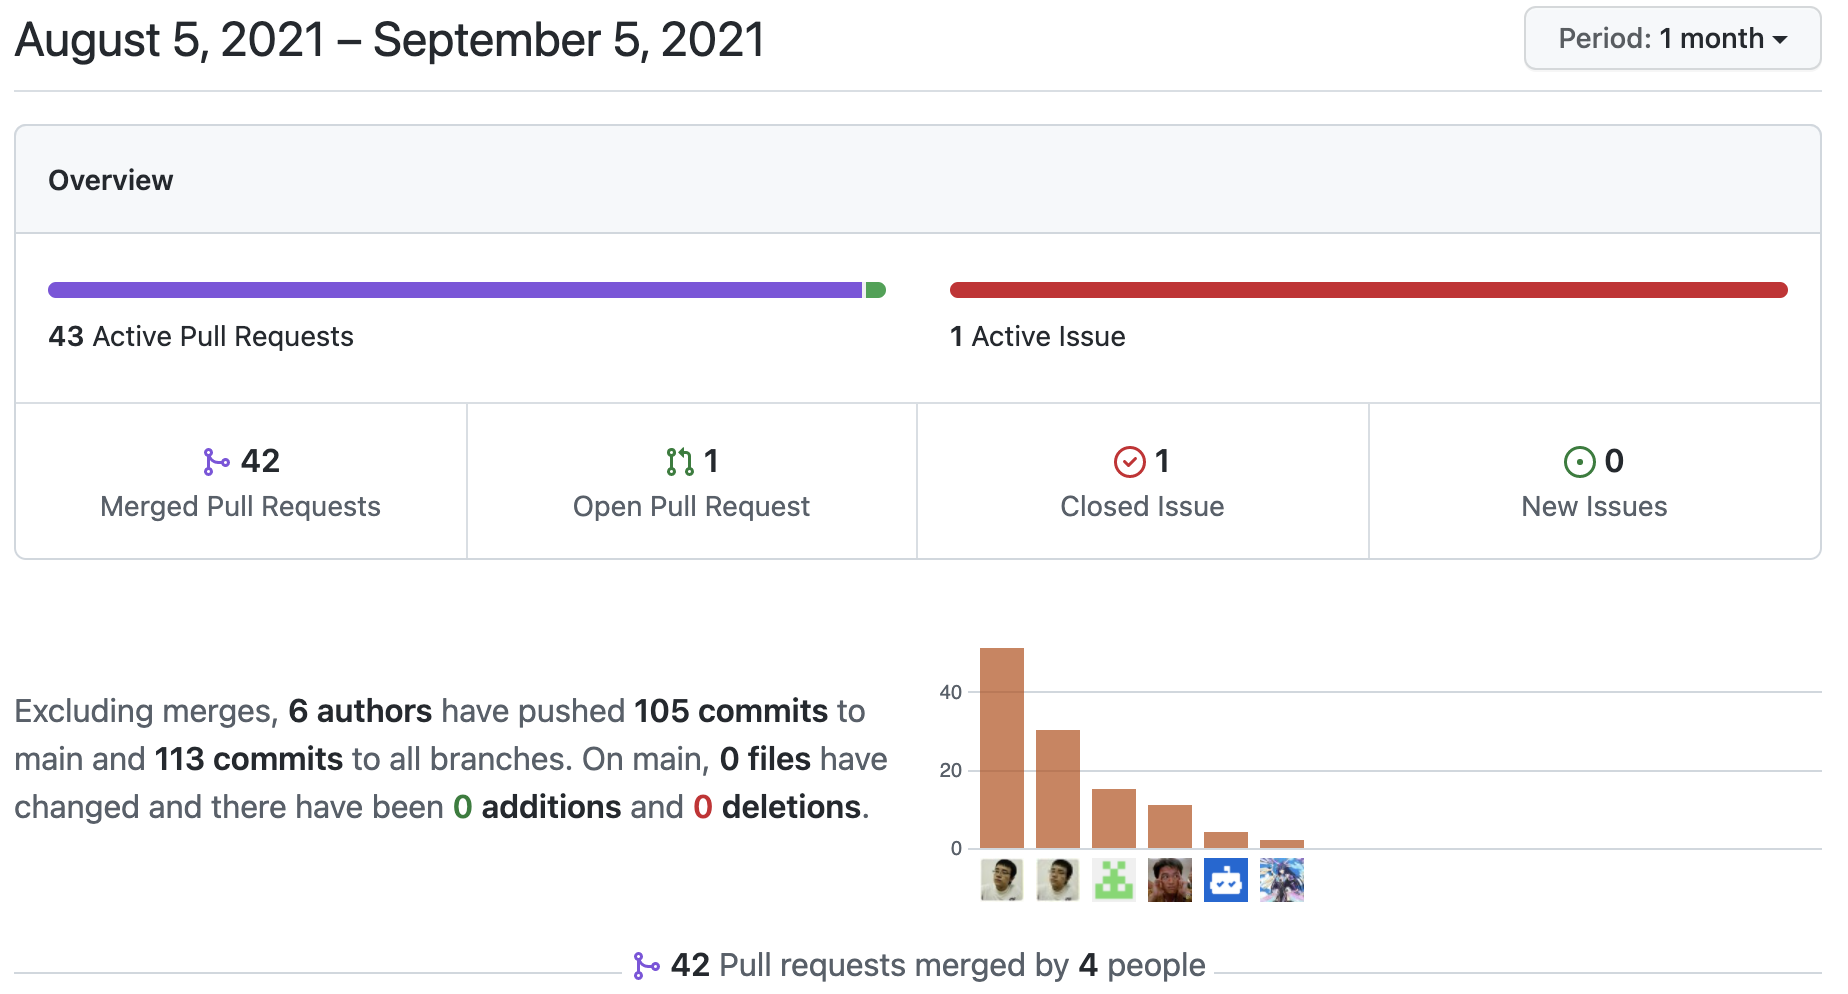 August 5, 2021 – September 5, 2021
Period: 1 month
Overview
43 Active Pull Requests
1 Active Issue
42
Merged Pull Requests
1
Open Pull Request
1
Closed Issue
0
New Issues
Excluding merges, 6 authors have pushed 105 commits to
main and 113 commits to all branches. On main, 0 files have
changed and there have been 0 additions and 0 deletions.
40
20
0
42 Pull requests merged by 4 people